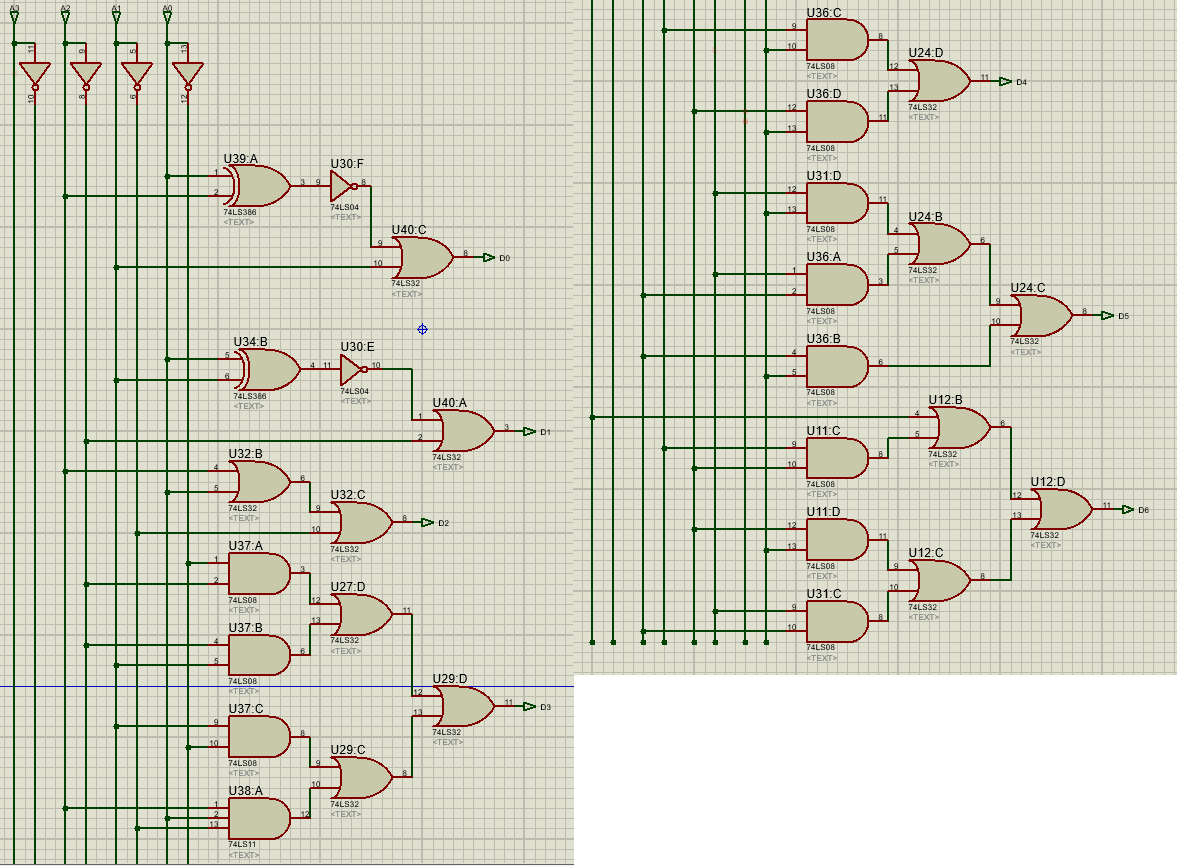 A3 A2 A1 A0
11 9 5 13
10 8 6 12
U39:A
1
2
3
74LS386
<TEXT>
U30:F
9 8
74LS04
<TEXT>
U40:C
9
10
8
D0
74LS32
<TEXT>
U34:B
5
6
4
74LS386
<TEXT>
U30:E
11 10
74LS04
<TEXT>
U40:A
1
2
3
D1
74LS32
<TEXT>
U32:B
4
5
6
74LS32
<TEXT>
U32:C
9
10
8
D2
74LS32
<TEXT>
U37:A
1
2
3
74LS08
<TEXT>
U27:D
12
13
11
74LS32
<TEXT>
U37:B
4
5
6
74LS08
<TEXT>
U29:D
12
13
11
D3
74LS32
<TEXT>
U37:C
9
10
8
74LS08
<TEXT>
U29:C
9
10
8
74LS32
<TEXT>
U38:A
1
2
13
12
74LS11
<TEXT>
U36:C
9
10
8
74LS08
<TEXT>
U24:D
12
13
11
D4
74LS32
<TEXT>
U36:D
12
13
11
74LS08
<TEXT>
U31:D
12
13
11
74LS08
<TEXT>
U24:B
4
5
6
74LS32
<TEXT>
U36:A
1
2
3
74LS08
<TEXT>
U24:C
9
10
8
D5
74LS32
<TEXT>
U36:B
4
5
6
74LS08
<TEXT>
U12:B
4
5
6
74LS32
<TEXT>
U11:C
9
10
8
74LS08
<TEXT>
U12:D
12
13
11
D6
74LS32
<TEXT>
U11:D
12
13
11
74LS08
<TEXT>
U12:C
9
10
8
74LS32
<TEXT>
U31:C
9
10
8
74LS08
<TEXT>